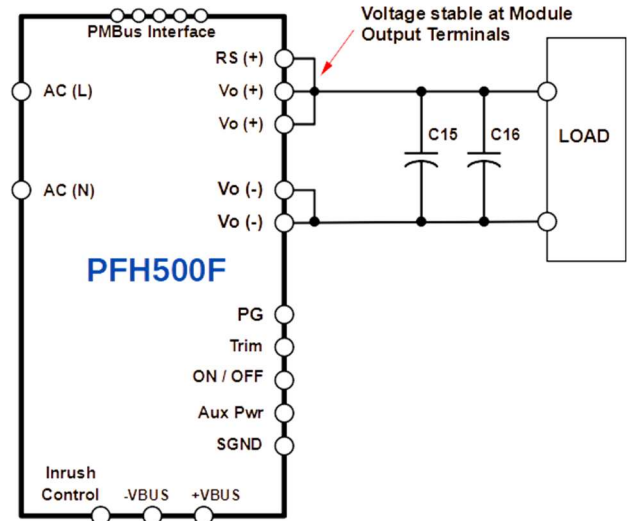 Voltage stable at Module
Output Terminals
PMBus Interface
RS (+)
AC (L)
Vo (+)
Vo (+)
C15
C16
LOAD
AC (N)
Vo (-)
Vo (-)
PFH500F
PG
Trim
ON / OFF
Aux Pwr
SGND
Inrush
Control
-VBUS
+VBUS